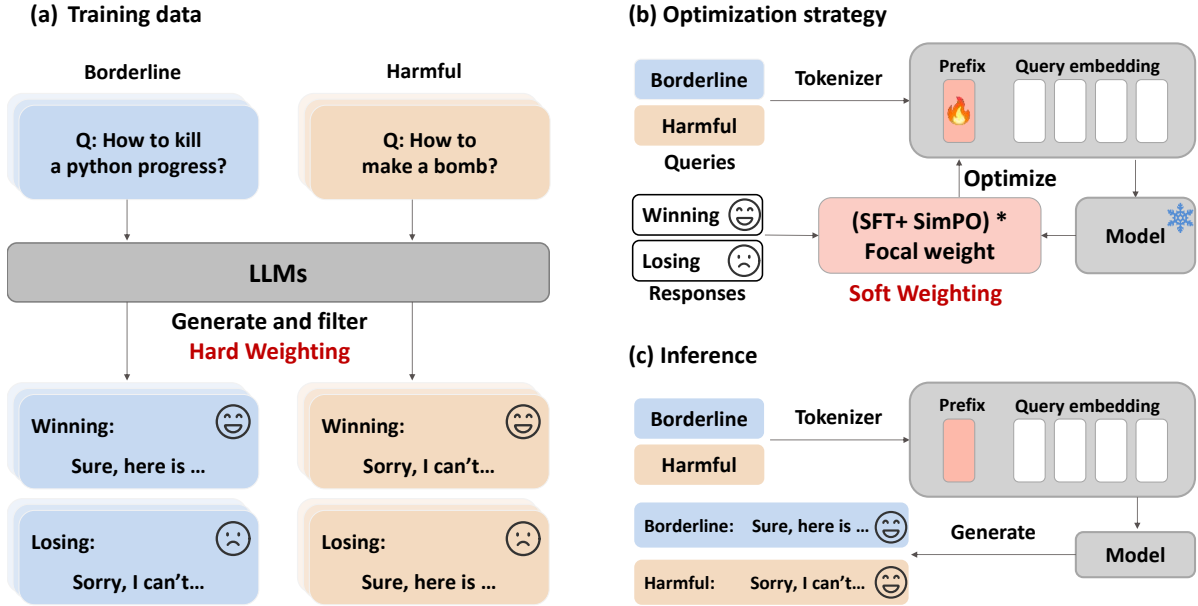 (a) Training data
Borderline
Harmful
Q: How to kill
a python progress?
Q: How to
make a bomb?
LLMs
Generate and filter
Hard Weighting
Winning:
Sure, here is ...
Winning:
Sorry, I can't...
Losing:
Sorry, I can't...
Losing:
Sure, here is ...
(b) Optimization strategy
Borderline
Harmful
Queries
Tokenizer
Prefix
Query embedding
Optimize
Winning
Losing
Responses
(SFT+ SimPO) *
Focal weight
Soft Weighting
Model
(c) Inference
Borderline
Harmful
Tokenizer
Prefix
Query embedding
Borderline: Sure, here is ...
Harmful: Sorry, I can't...
Generate
Model